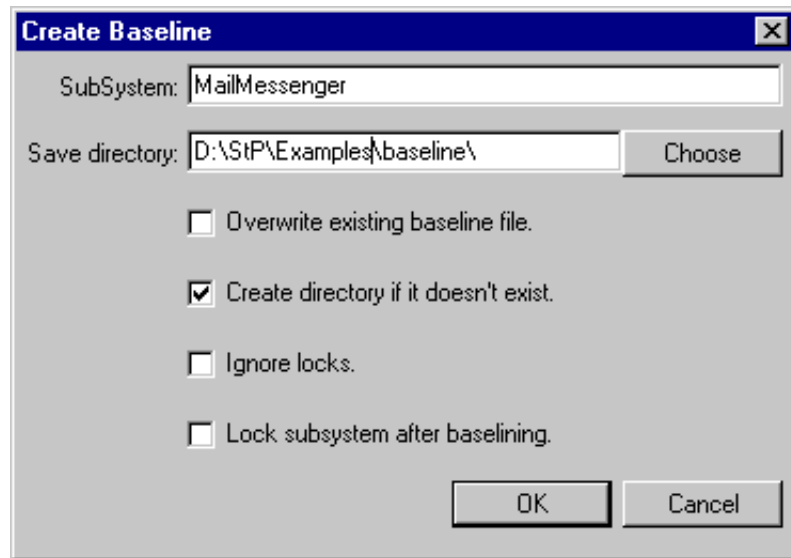 Create Baseline
SubSystem: MailMessenger
Save directory: D:\StP\Examples\baseline\ Choose
Overwrite existing baseline file.
Create directory if it doesn't exist.
Ignore locks.
Lock subsystem after baselining.
OK Cancel